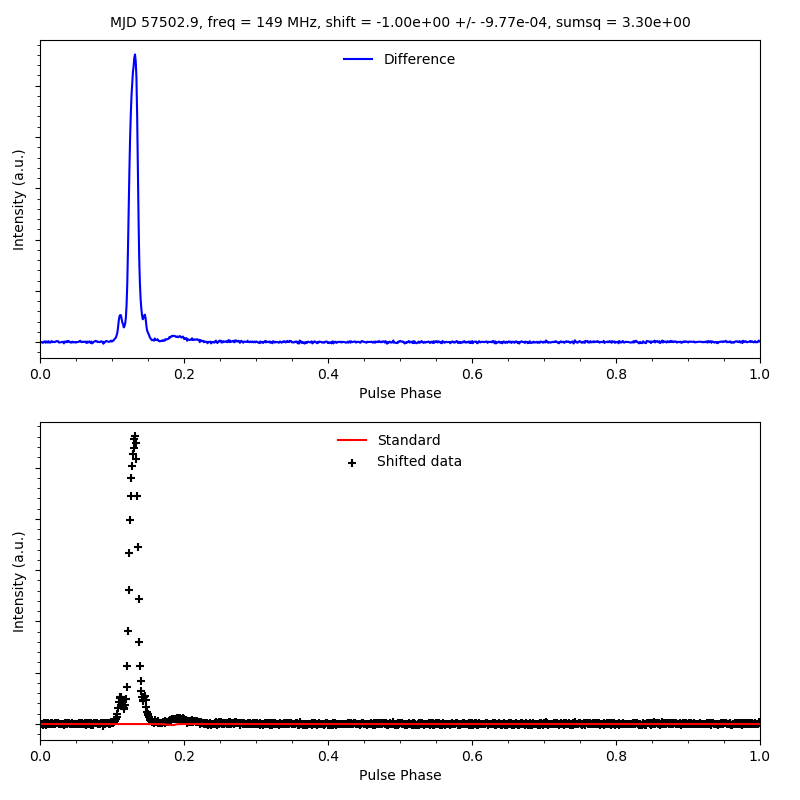 MJD 57502.9, freq = 149 MHz, shift = -1.00e+00 +/- -9.77e-04, sumsq = 3.30e+00
Difference
Intensity (a.u.)
0.0 0.2 0.4 0.6 0.8 1.0
Pulse Phase
Standard
Shifted data
Intensity (a.u.)
0.0 0.2 0.4 0.6 0.8 1.0
Pulse Phase